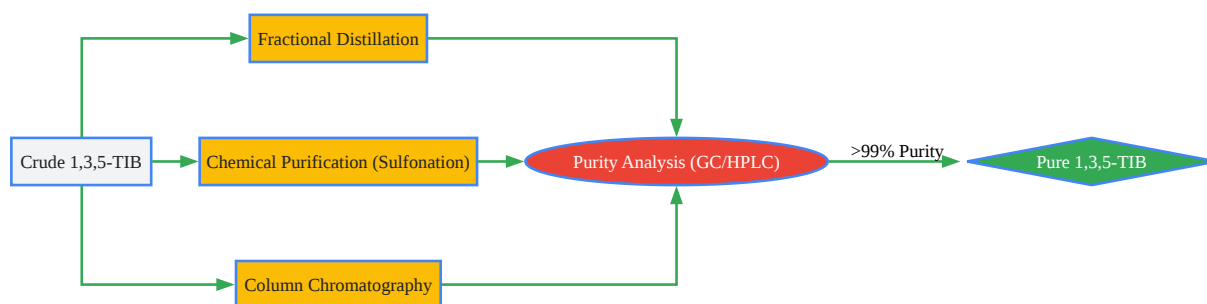 Fractional Distillation
Crude 1,3,5-TIB
Chemical Purification (Sulfonation)
Purity Analysis (GC/HPLC)
>99% Purity
Pure 1,3,5-TIB
Column Chromatography